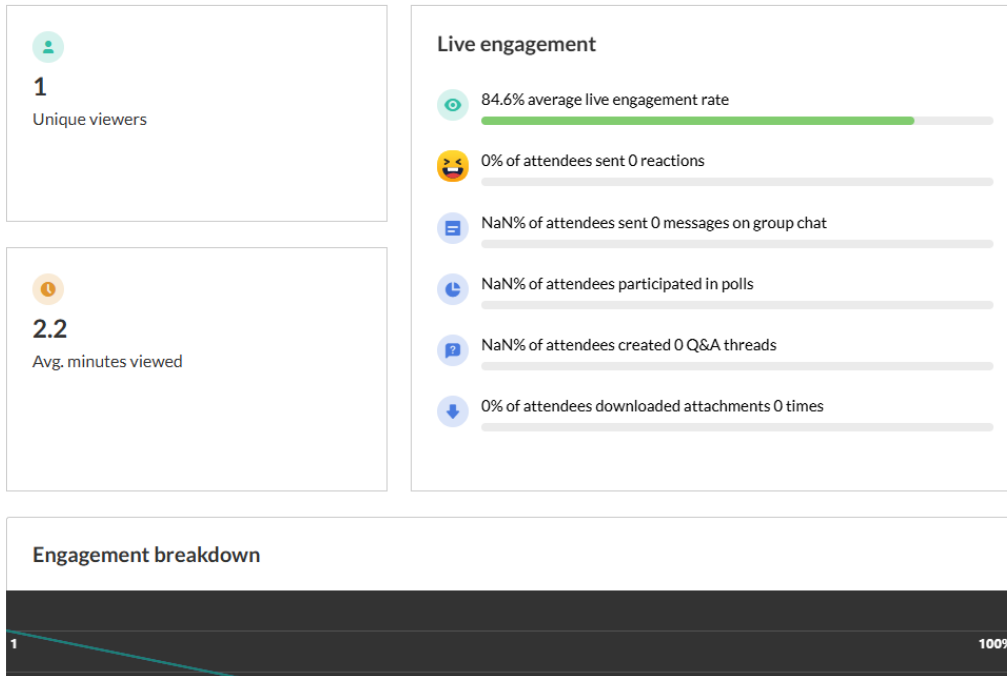 1
Unique viewers
2.2
Avg. minutes viewed
Live engagement
84.6% average live engagement rate
0% of attendees sent 0 reactions
NaN% of attendees sent 0 messages on group chat
NaN% of attendees participated in polls
NaN% of attendees created 0 Q&A threads
?
0% of attendees downloaded attachments 0 times
Engagement breakdown
1
100%